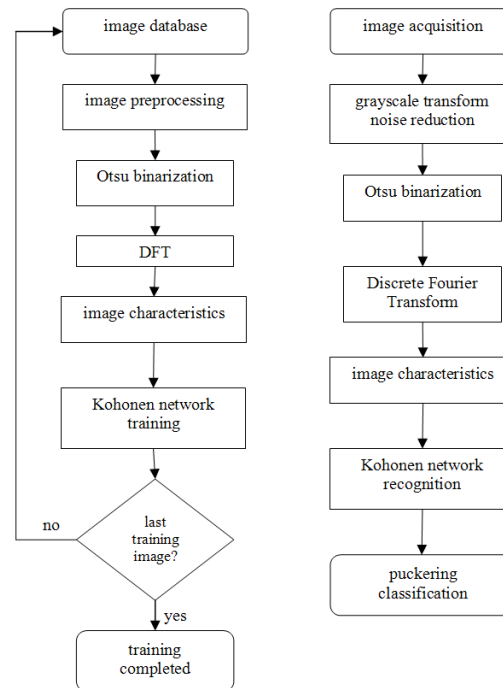 image database
image preprocessing
Otsu binarization
DFT
image characteristics
Kohonen network
training
last
training
image?
no
yes
training
completed
image acquisition
grayscale transform
noise reduction
Otsu binarization
Discrete Fourier
Transform
image characteristics
Kohonen network
recognition
puckering
classification